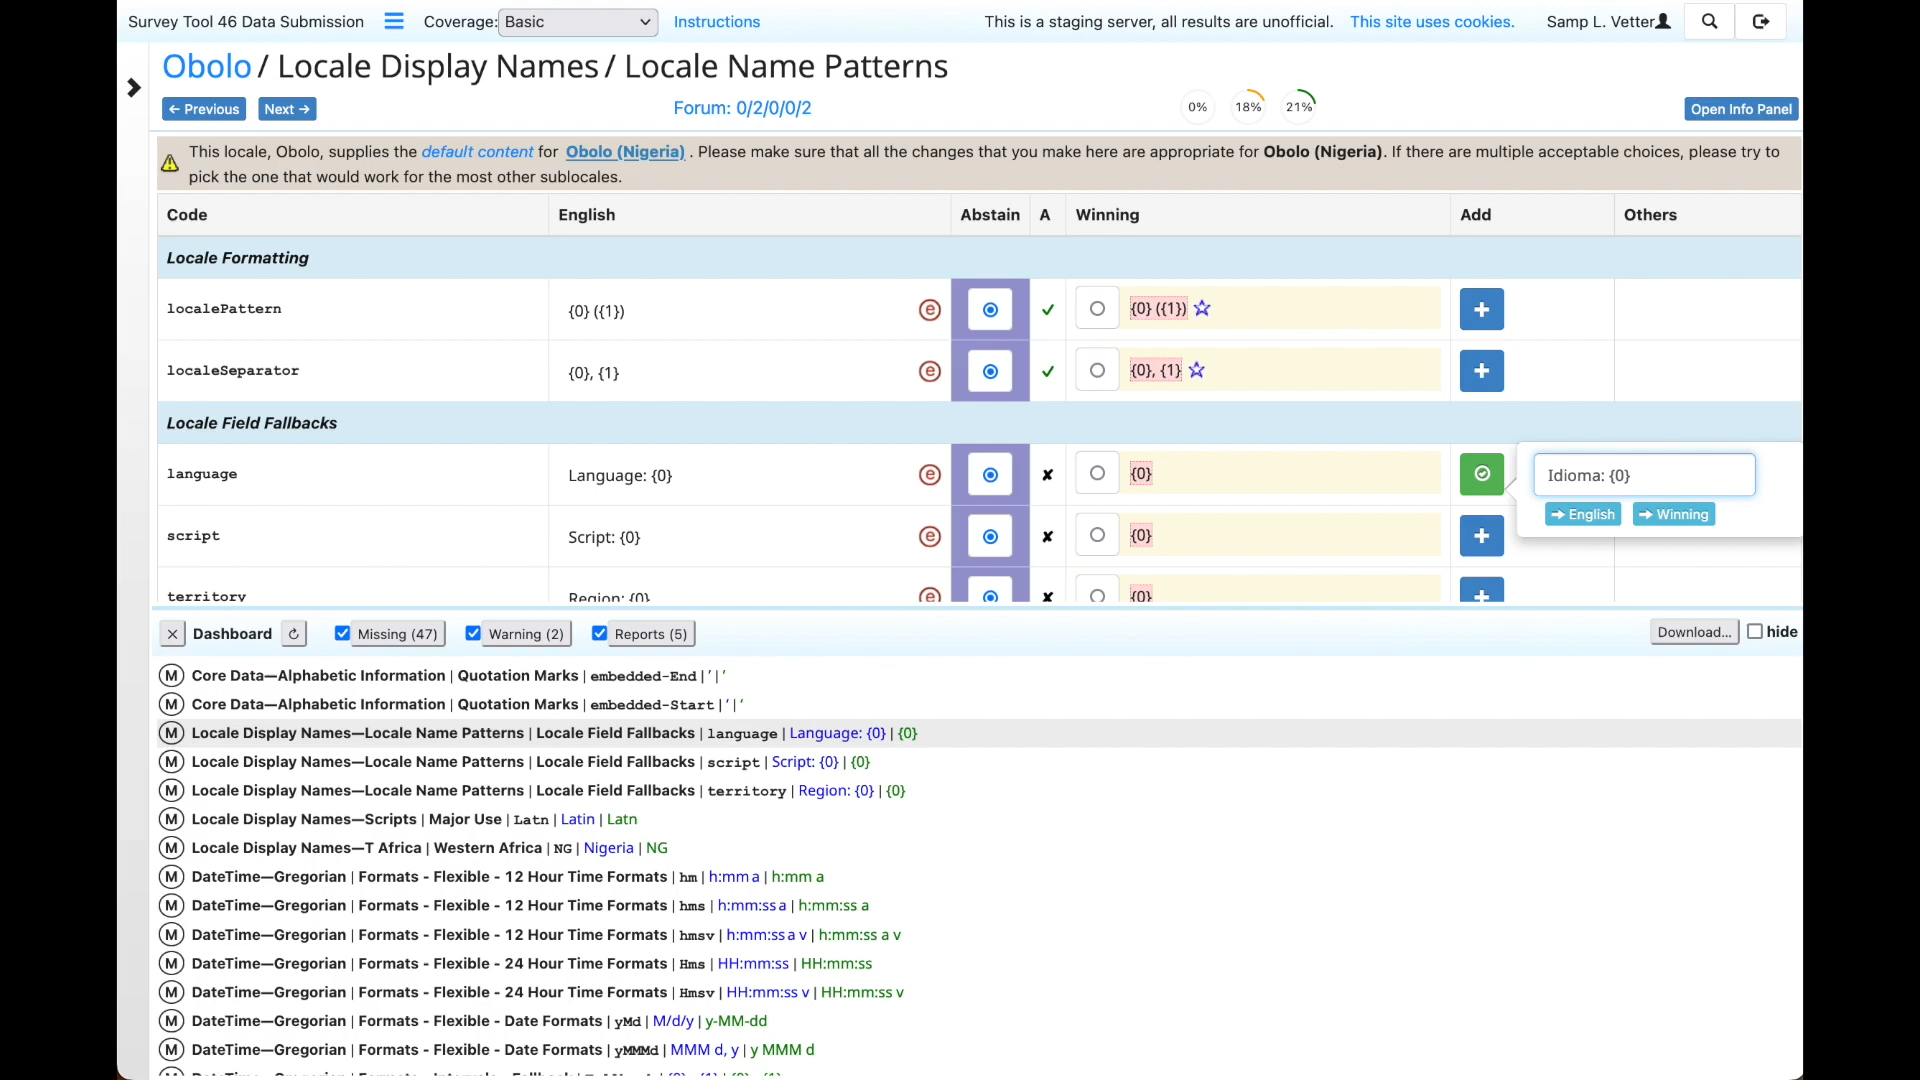 Survey Tool 46 Data Submission Coverage: Basic Instructions This is a staging server, all results are unofficial. This site uses cookies. Samp L. Vetter
Obolo / Locale Display Names / Locale Name Patterns
← Previous Next → Forum: 0/2/0/0/2 0% 18% 21% Open Info Panel
This locale, Obolo, supplies the default content for Obolo (Nigeria) . Please make sure that all the changes that you make here are appropriate for Obolo (Nigeria). If there are multiple acceptable choices, please try to
pick the one that would work for the most other sublocales.
Code English Abstain A Winning Add Others
Locale Formatting
localePattern {0} ({1}) e ✓ {0} ({1}) ☆ +
localeSeparator {0}, {1} e ✓ {0}, {1} ☆ +
Locale Field Fallbacks
language Language: {0} e ✘ {0} Idioma: {0}
→ English → Winning
script Script: {0} e ✘ {0} +
territory Region: {0} e ✘ {0} +
× Dashboard ↻ Missing (47) Warning (2) Reports (5) Download... hide
M Core Data—Alphabetic Information | Quotation Marks | embedded-End | ’ | ’
M Core Data—Alphabetic Information | Quotation Marks | embedded-Start | ‘ | ‘
M Locale Display Names—Locale Name Patterns | Locale Field Fallbacks | language | Language: {0} | {0}
M Locale Display Names—Locale Name Patterns | Locale Field Fallbacks | script | Script: {0} | {0}
M Locale Display Names—Locale Name Patterns | Locale Field Fallbacks | territory | Region: {0} | {0}
M Locale Display Names—Scripts | Major Use | Latn | Latin | Latn
M Locale Display Names—T Africa | Western Africa | NG | Nigeria | NG
M DateTime—Gregorian | Formats - Flexible - 12 Hour Time Formats | hm | h:mm a | h:mm a
M DateTime—Gregorian | Formats - Flexible - 12 Hour Time Formats | hms | h:mm:ss a | h:mm:ss a
M DateTime—Gregorian | Formats - Flexible - 12 Hour Time Formats | hmsv | h:mm:ss a v | h:mm:ss a v
M DateTime—Gregorian | Formats - Flexible - 24 Hour Time Formats | Hms | HH:mm:ss | HH:mm:ss
M DateTime—Gregorian | Formats - Flexible - 24 Hour Time Formats | Hmsv | HH:mm:ss v | HH:mm:ss v
M DateTime—Gregorian | Formats - Flexible - Date Formats | yMd | M/d/y | y-MM-dd
M DateTime—Gregorian | Formats - Flexible - Date Formats | yMMMd | MMM d, y | y MMM d